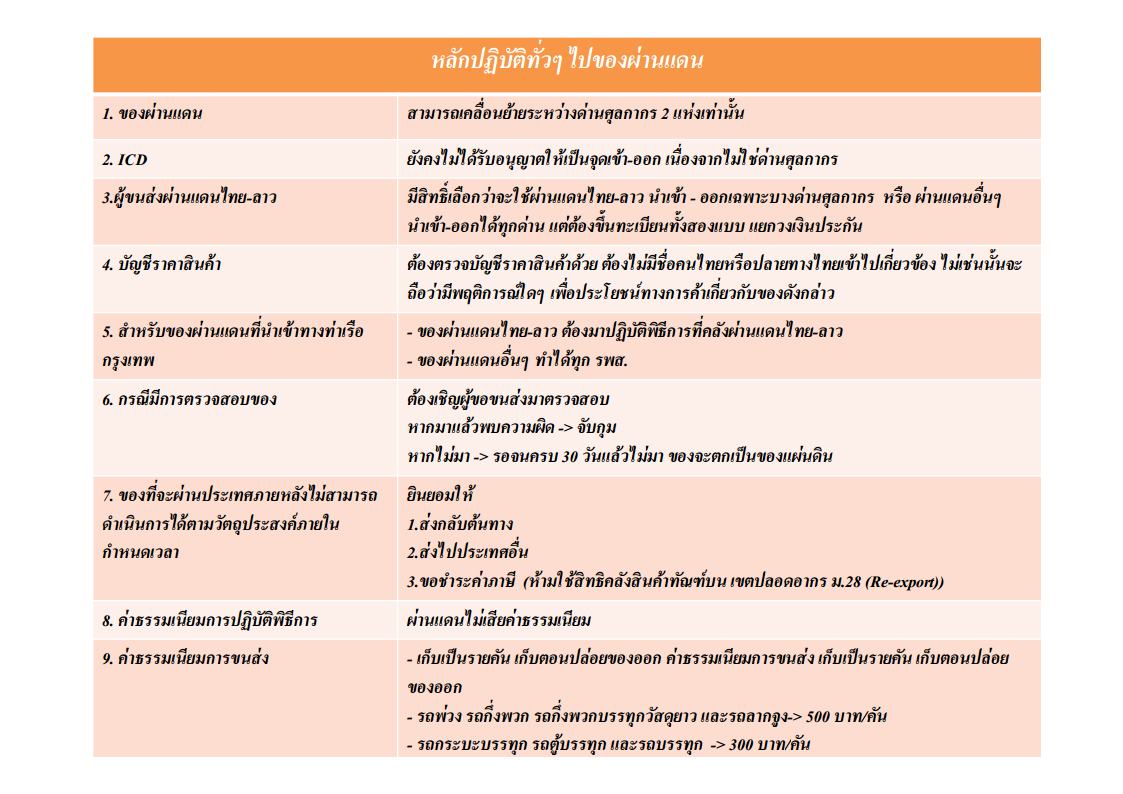 หลักปฏิบัติทั่วๆ ไปของผ่านแดน
1. ของผ่านแดน
สามารถเคลื่อนย้ายระหว่างด่านศุลกากร 2 แห่งเท่านั้น
2. ICD
ยังคงไม่ได้รับอนุญาตให้เป็นจุดเข้า-ออก เนื่องจากไม่ใช่ด่านศุลกากร
3.ผู้ขนส่งผ่านแดนไทย-ลาว
มีสิทธิ์เลือกว่าจะใช้ผ่านแดนไทย-ลาว นำเข้า - ออกเฉพาะบางด่านศุลกากร หรือ ผ่านแดนอื่นๆ
นำเข้า-ออกได้ทุกด่าน แต่ต้องขึ้นทะเบียนทั้งสองแบบ แยกวงเงินประกัน
4. บัญชีราคาสินค้า
ต้องตรวจบัญชีราคาสินค้าด้วย ต้องไม่มีชื่อคนไทยหรือปลายทางไทยเข้าไปเกี่ยวข้อง ไม่เช่นนั้นจะ
ถือว่ามีพฤติการณ์ใดๆ เพื่อประโยชน์ทางการค้าเกี่ยวกับของดังกล่าว
5. สำหรับของผ่านแดนที่นำเข้าทางท่าเรือ
กรุงเทพ
- ของผ่านแดนไทย-ลาว ต้องมาปฏิบัติพิธีการที่คลังผ่านแดนไทย-ลาว
- ของผ่านแดนอื่นๆ ทำได้ทุก รพส.
6. กรณีมีการตรวจสอบของ
ต้องเชิญผู้ขอขนส่งมาตรวจสอบ
หากมาแล้วพบความผิด -> จับกุม
หากไม่มา -> รอจนครบ 30 วันแล้วไม่มา ของจะตกเป็นของแผ่นดิน
7. ของที่จะผ่านประเทศภายหลังไม่สามารถ
ดำเนินการได้ตามวัตถุประสงค์ภายใน
กำหนดเวลา
ยินยอมให้
1.ส่งกลับต้นทาง
2.ส่งไปประเทศอื่น
3.ขอชำระค่าภาษี (ห้ามใช้สิทธิคลังสินค้าทัณฑ์บน เขตปลอดอากร ม.28 (Re-export))
8. ค่าธรรมเนียมการปฏิบัติพิธีการ
ผ่านแดนไม่เสียค่าธรรมเนียม
9. ค่าธรรมเนียมการขนส่ง
- เก็บเป็นรายคัน เก็บตอนปล่อยของออก ค่าธรรมเนียมการขนส่ง เก็บเป็นรายคัน เก็บตอนปล่อย
ของออก
- รถพ่วง รถกึ่งพวก รถกึ่งพวกบรรทุกวัสดุยาว และรถลากจูง-> 500 บาท/คัน
- รถกระบะบรรทุก รถตู้บรรทุก และรถบรรทุก -> 300 บาท/คัน